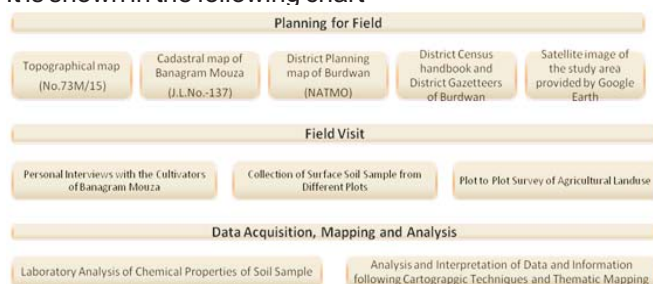 It is shown in the following chart
Planning for Field
Topographical map
(No.73M/15)
Cadastral map of
Banagram Mouza
(J.L.No.-137)
District Planning
map of Burdwan
(NATMO)
District Census
handbook and
District Gazetteers
of Burdwan
Satellite image of
the study area
provided by Google
Earth
Field Visit
Personal Interviews with the Cultivators
of Banagram Mouza
Collection of Surface Soil Sample from
Different Plots
Plot to Plot Survey of Agricultural Landuse
Data Acquisition, Mapping and Analysis
Laboratory Analysis of Chemical Properties of Soil Sample
Analysis and Interpretation of Data and Information
following Cartograpgic Techniques and Thematic Mapping